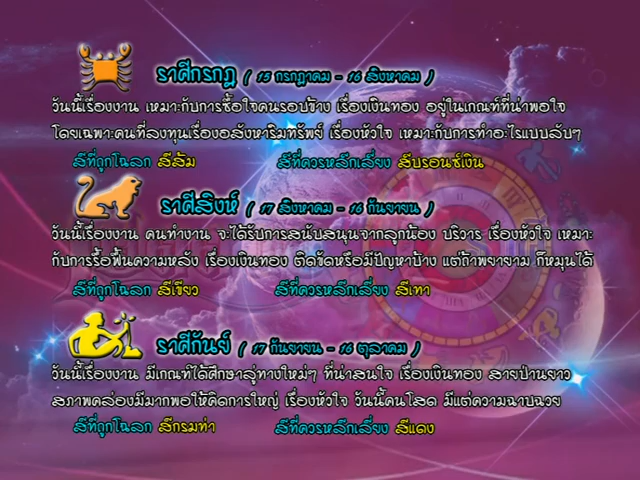 ราศีกรกฎ ( 15 กรกฎาคม - 16 สิงหาคม )
วันนี้เรื่องงาน เหมาะกับการซื้อใจคนรอบข้าง เรื่องเงินทอง อยู่ในเกณฑ์ที่น่าพอใจ
โดยเฉพาะคนที่ลงทุนเรื่องอสังหาริมทรัพย์ เรื่องหัวใจ เหมาะกับการทำอะไรแบบลับๆ
สีที่ถูกโฉลก สีส้ม สีที่ควรหลีกเลี่ยง สีบรอนซ์เงิน
ราศีสิงห์ ( 17 สิงหาคม - 16 กันยายน )
วันนี้เรื่องงาน คนทำงาน จะได้รับการสนับสนุนจากลูกน้อง บริวาร เรื่องหัวใจ เหมาะ
กับการรื้อฟื้นความหลัง เรื่องเงินทอง ติดขัดหรือมีปัญหาบ้าง แต่ถ้าพยายาม ก็หมุนได้
สีที่ถูกโฉลก สีเขียว สีที่ควรหลีกเลี่ยง สีเทา
ราศีกันย์ ( 17 กันยายน - 16 ตุลาคม )
วันนี้เรื่องงาน มีเกณฑ์ได้ศึกษาลู่ทางใหม่ๆ ที่น่าสนใจ เรื่องเงินทอง สายป่านยาว
สภาพคล่องมีมากพอให้คิดการใหญ่ เรื่องหัวใจ วันนี้คนโสด มีแต่ความฉาบฉวย
สีที่ถูกโฉลก สีกรมท่า สีที่ควรหลีกเลี่ยง สีแดง